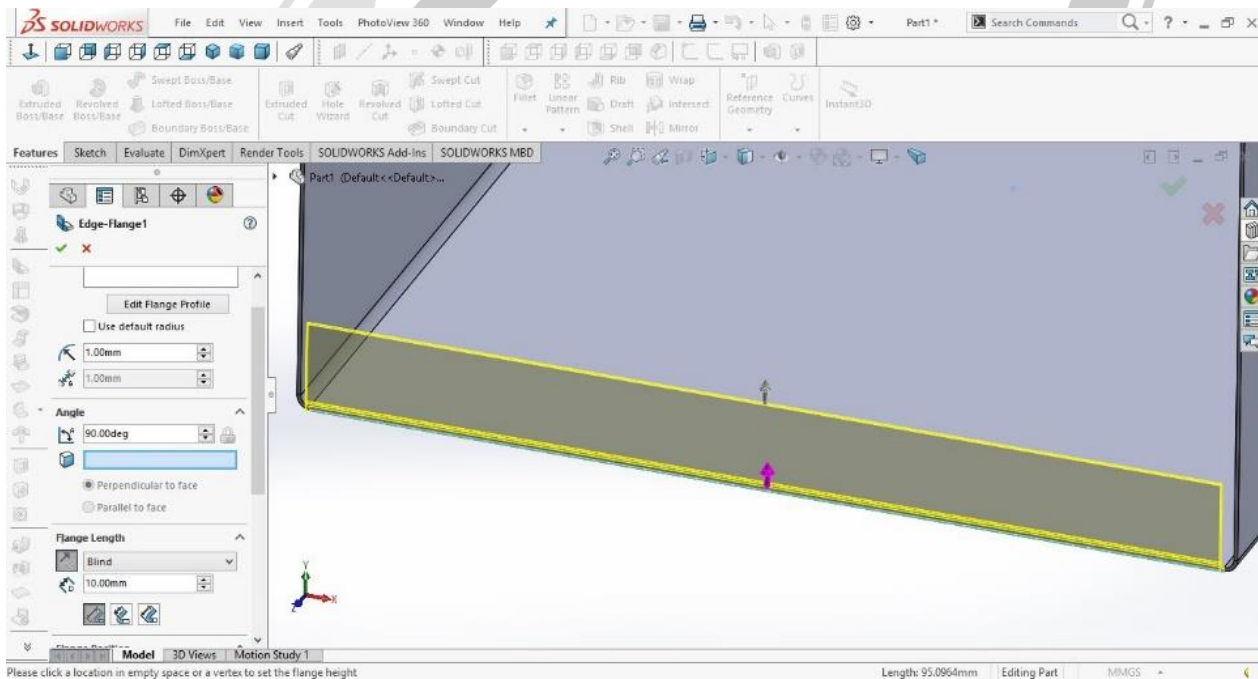 SOLIDWORKS File Edit View Insert Tools PhotoView 360 Window Help Part1 * Search Commands
Swept Boss/Base Swept Cut Rib Wrap
Extruded Boss/Base Revolved Boss/Base Lofted Boss/Base Extruded Cut Hole Wizard Revolved Cut Lofted Cut Fillet Linear Pattern Draft Intersect Reference Geometry Curves Instant3D
Boundary Boss/Base Boundary Cut Shell Mirror
Features Sketch Evaluate DimXpert Render Tools SOLIDWORKS Add-Ins SOLIDWORKS MBD
Part1 (Default<<Default>...
Edge-Flange1
Edit Flange Profile
Use default radius
1.00mm
1.00mm
Angle
90.00deg
Perpendicular to face
Parallel to face
Flange Length
Blind
10.00mm
Y
Z X
Model 3D Views Motion Study 1
Please click a location in empty space or a vertex to set the flange height Length: 95.0964mm Editing Part MMGS